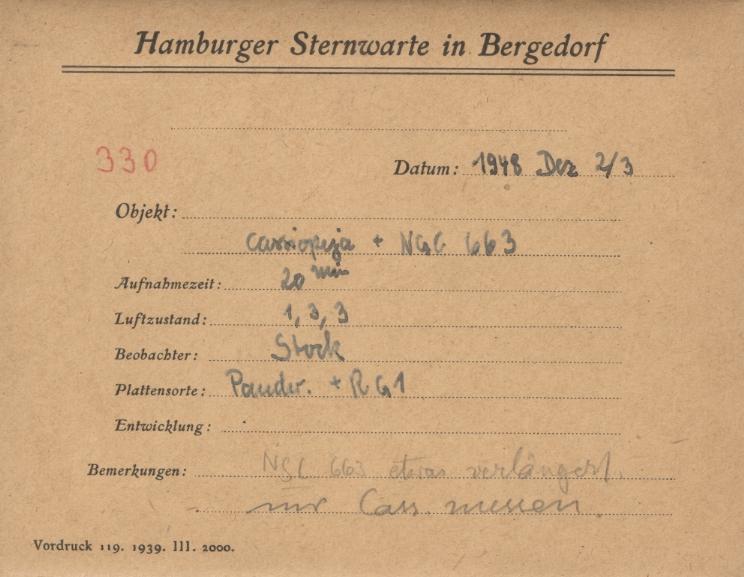 Hamburger Sternwarte in Bergedorf
330
Datum: 1948 Dez 2/3
Objekt:
Cassiopeja + NGC 663
Aufnahmezeit: 20 min
Luftzustand: 1, 3, 3
Beobachter: Stock
Plattensorte: + RG1
Entwicklung:
Bemerkungen: NGC 663 etwas verlängert,
nur Cass. messen.
Vordruck 119. 1939. III. 2000.